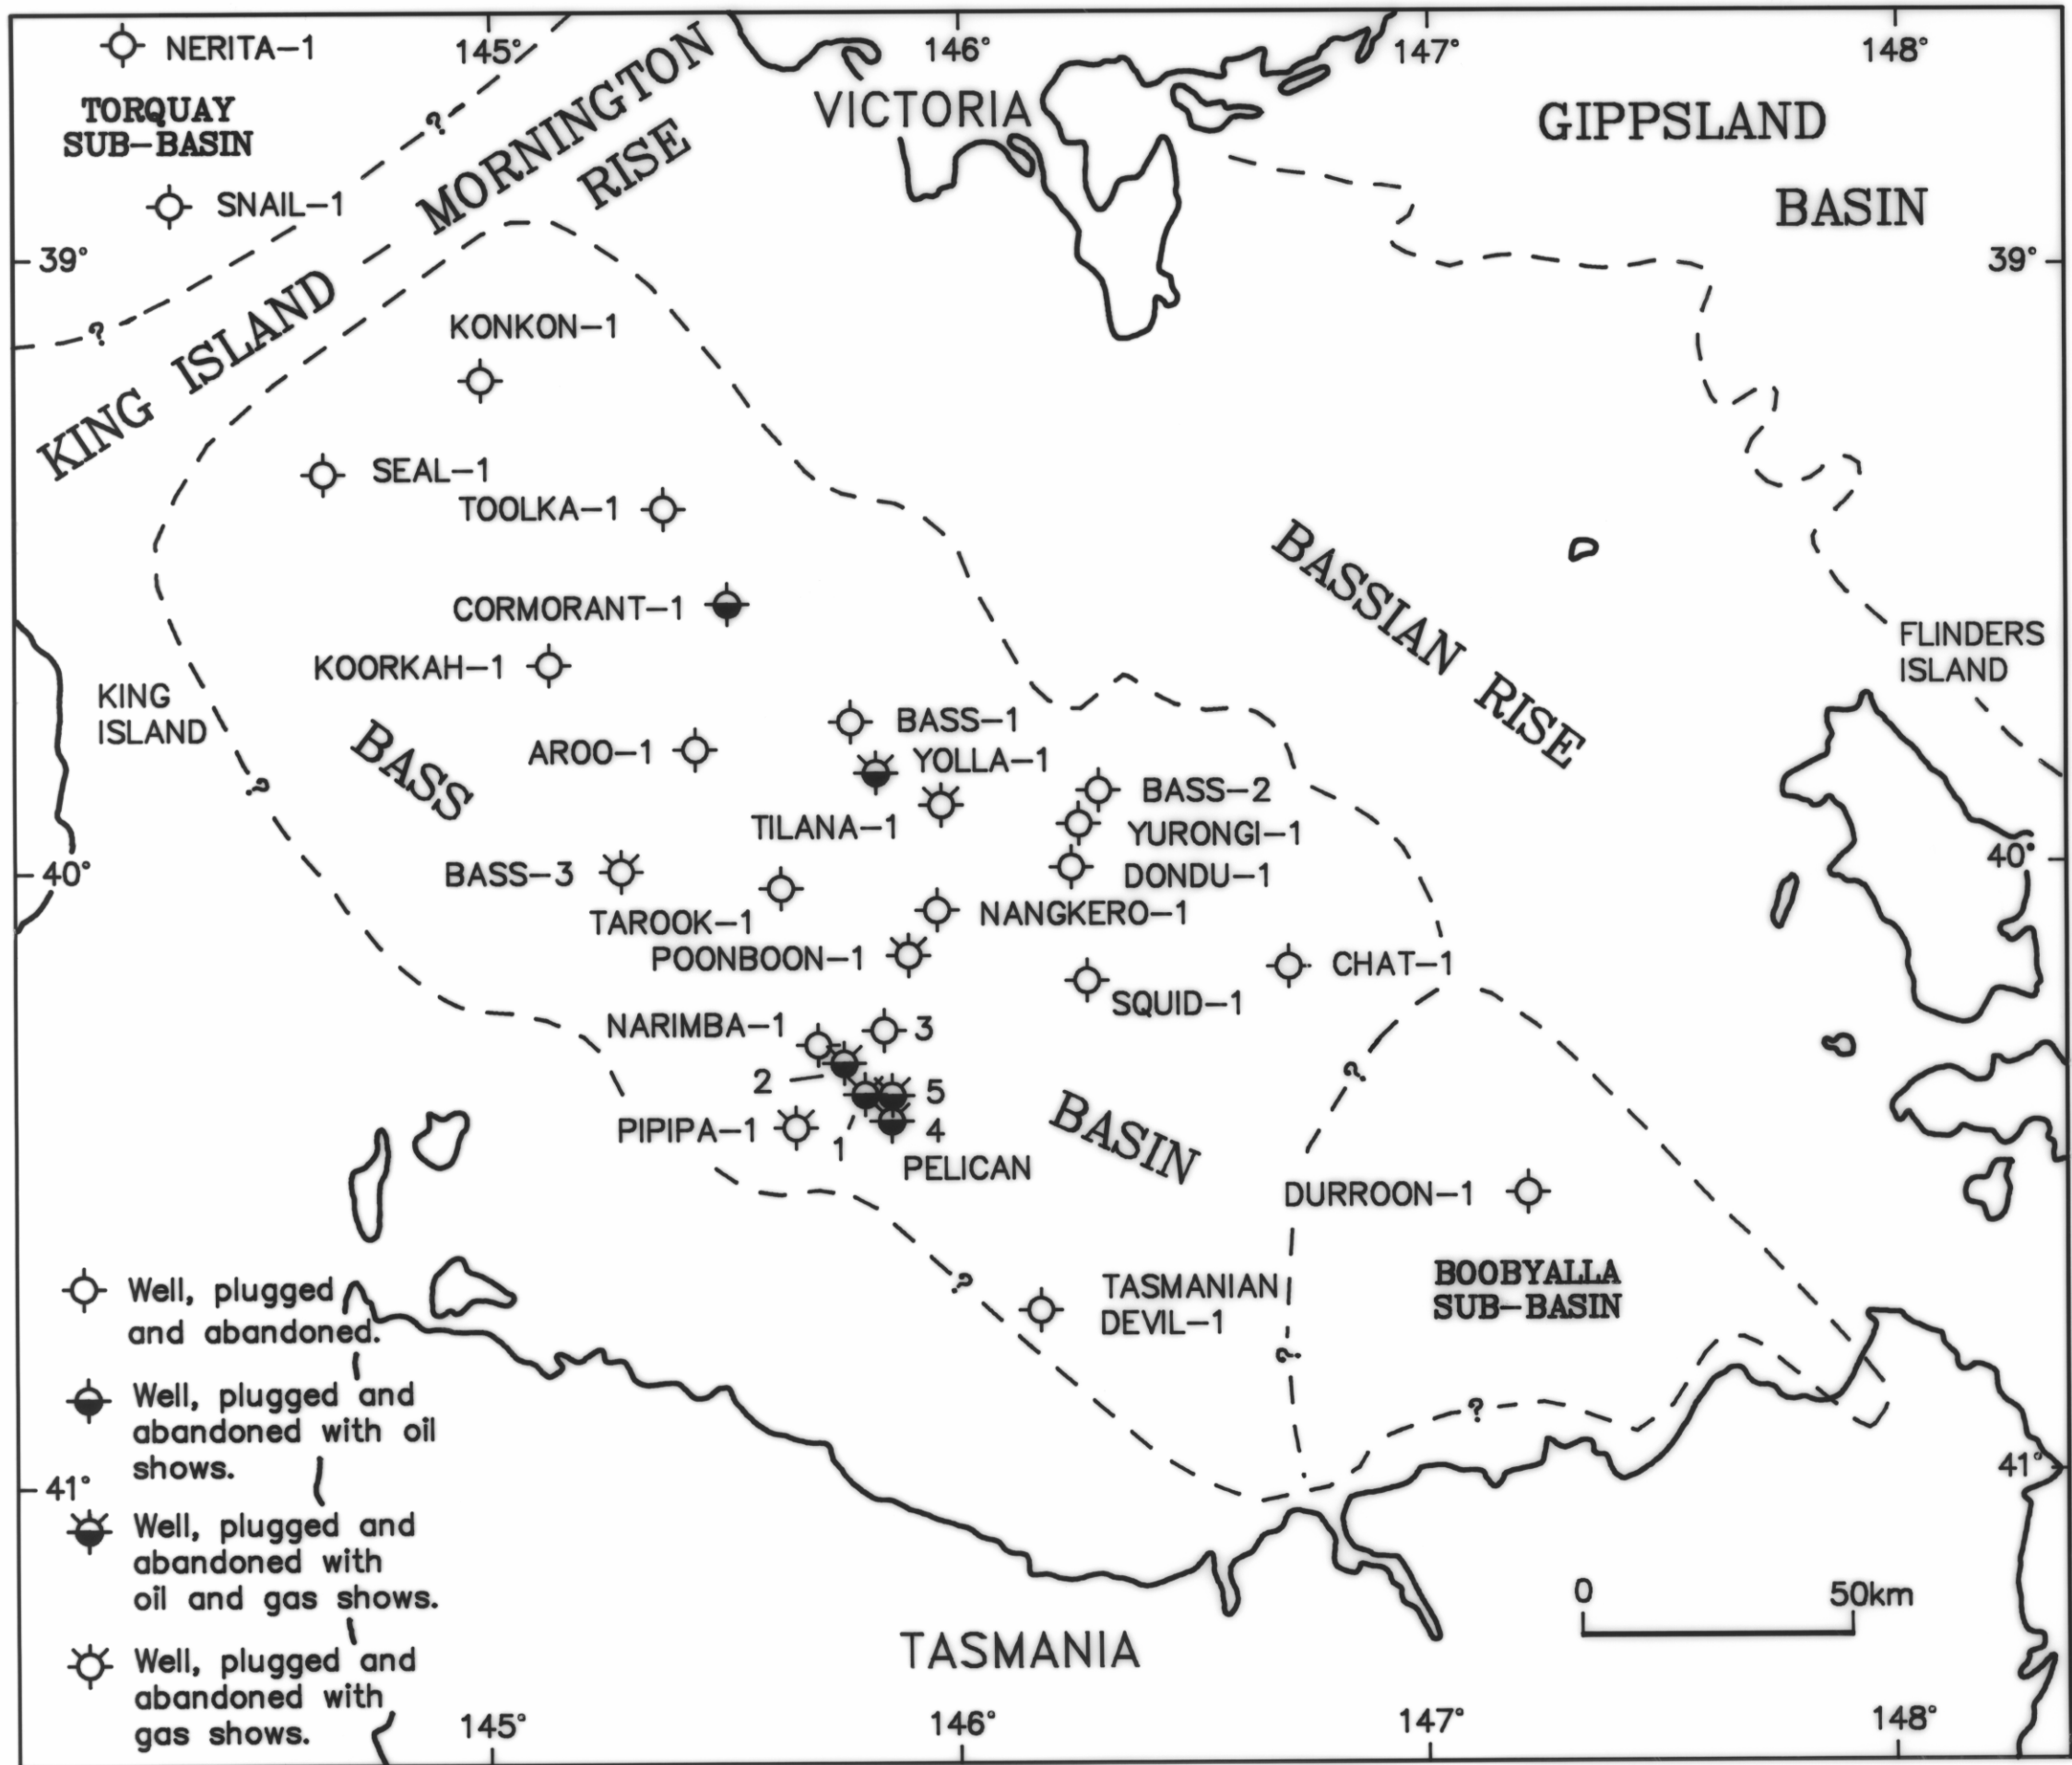 NERITA-1
145°
146°
147°
148°
TORQUAY
SUB-BASIN
MORNINGTON
RISE
VICTORIA
GIPPSLAND
BASIN
?
SNAIL-1
39°
39°
?
KING ISLAND
KONKON-1
SEAL-1
TOOLKA-1
BASSIAN RISE
CORMORANT-1
KOORKAH-1
FLINDERS
ISLAND
KING
ISLAND
BASS
BASS-1
AROO-1
YOLLA-1
?
BASS-2
TILANA-1
YURONGI-1
40°
BASS-3
DONDU-1
40°
TAROOK-1
NANGKERO-1
POONBOON-1
CHAT-1
SQUID-1
NARIMBA-1
3
2
?
5
PIPIPA-1
1
4
PELICAN
BASIN
DURROON-1
?
TASMANIAN
DEVIL-1
BOOBYALLA
SUB-BASIN
?
?
Well, plugged
and abandoned.
Well, plugged and
abandoned with oil
shows.
41°
41°
Well, plugged and
abandoned with
oil and gas shows.
Well, plugged and
abandoned with
gas shows.
0
50km
TASMANIA
145°
146°
147°
148°